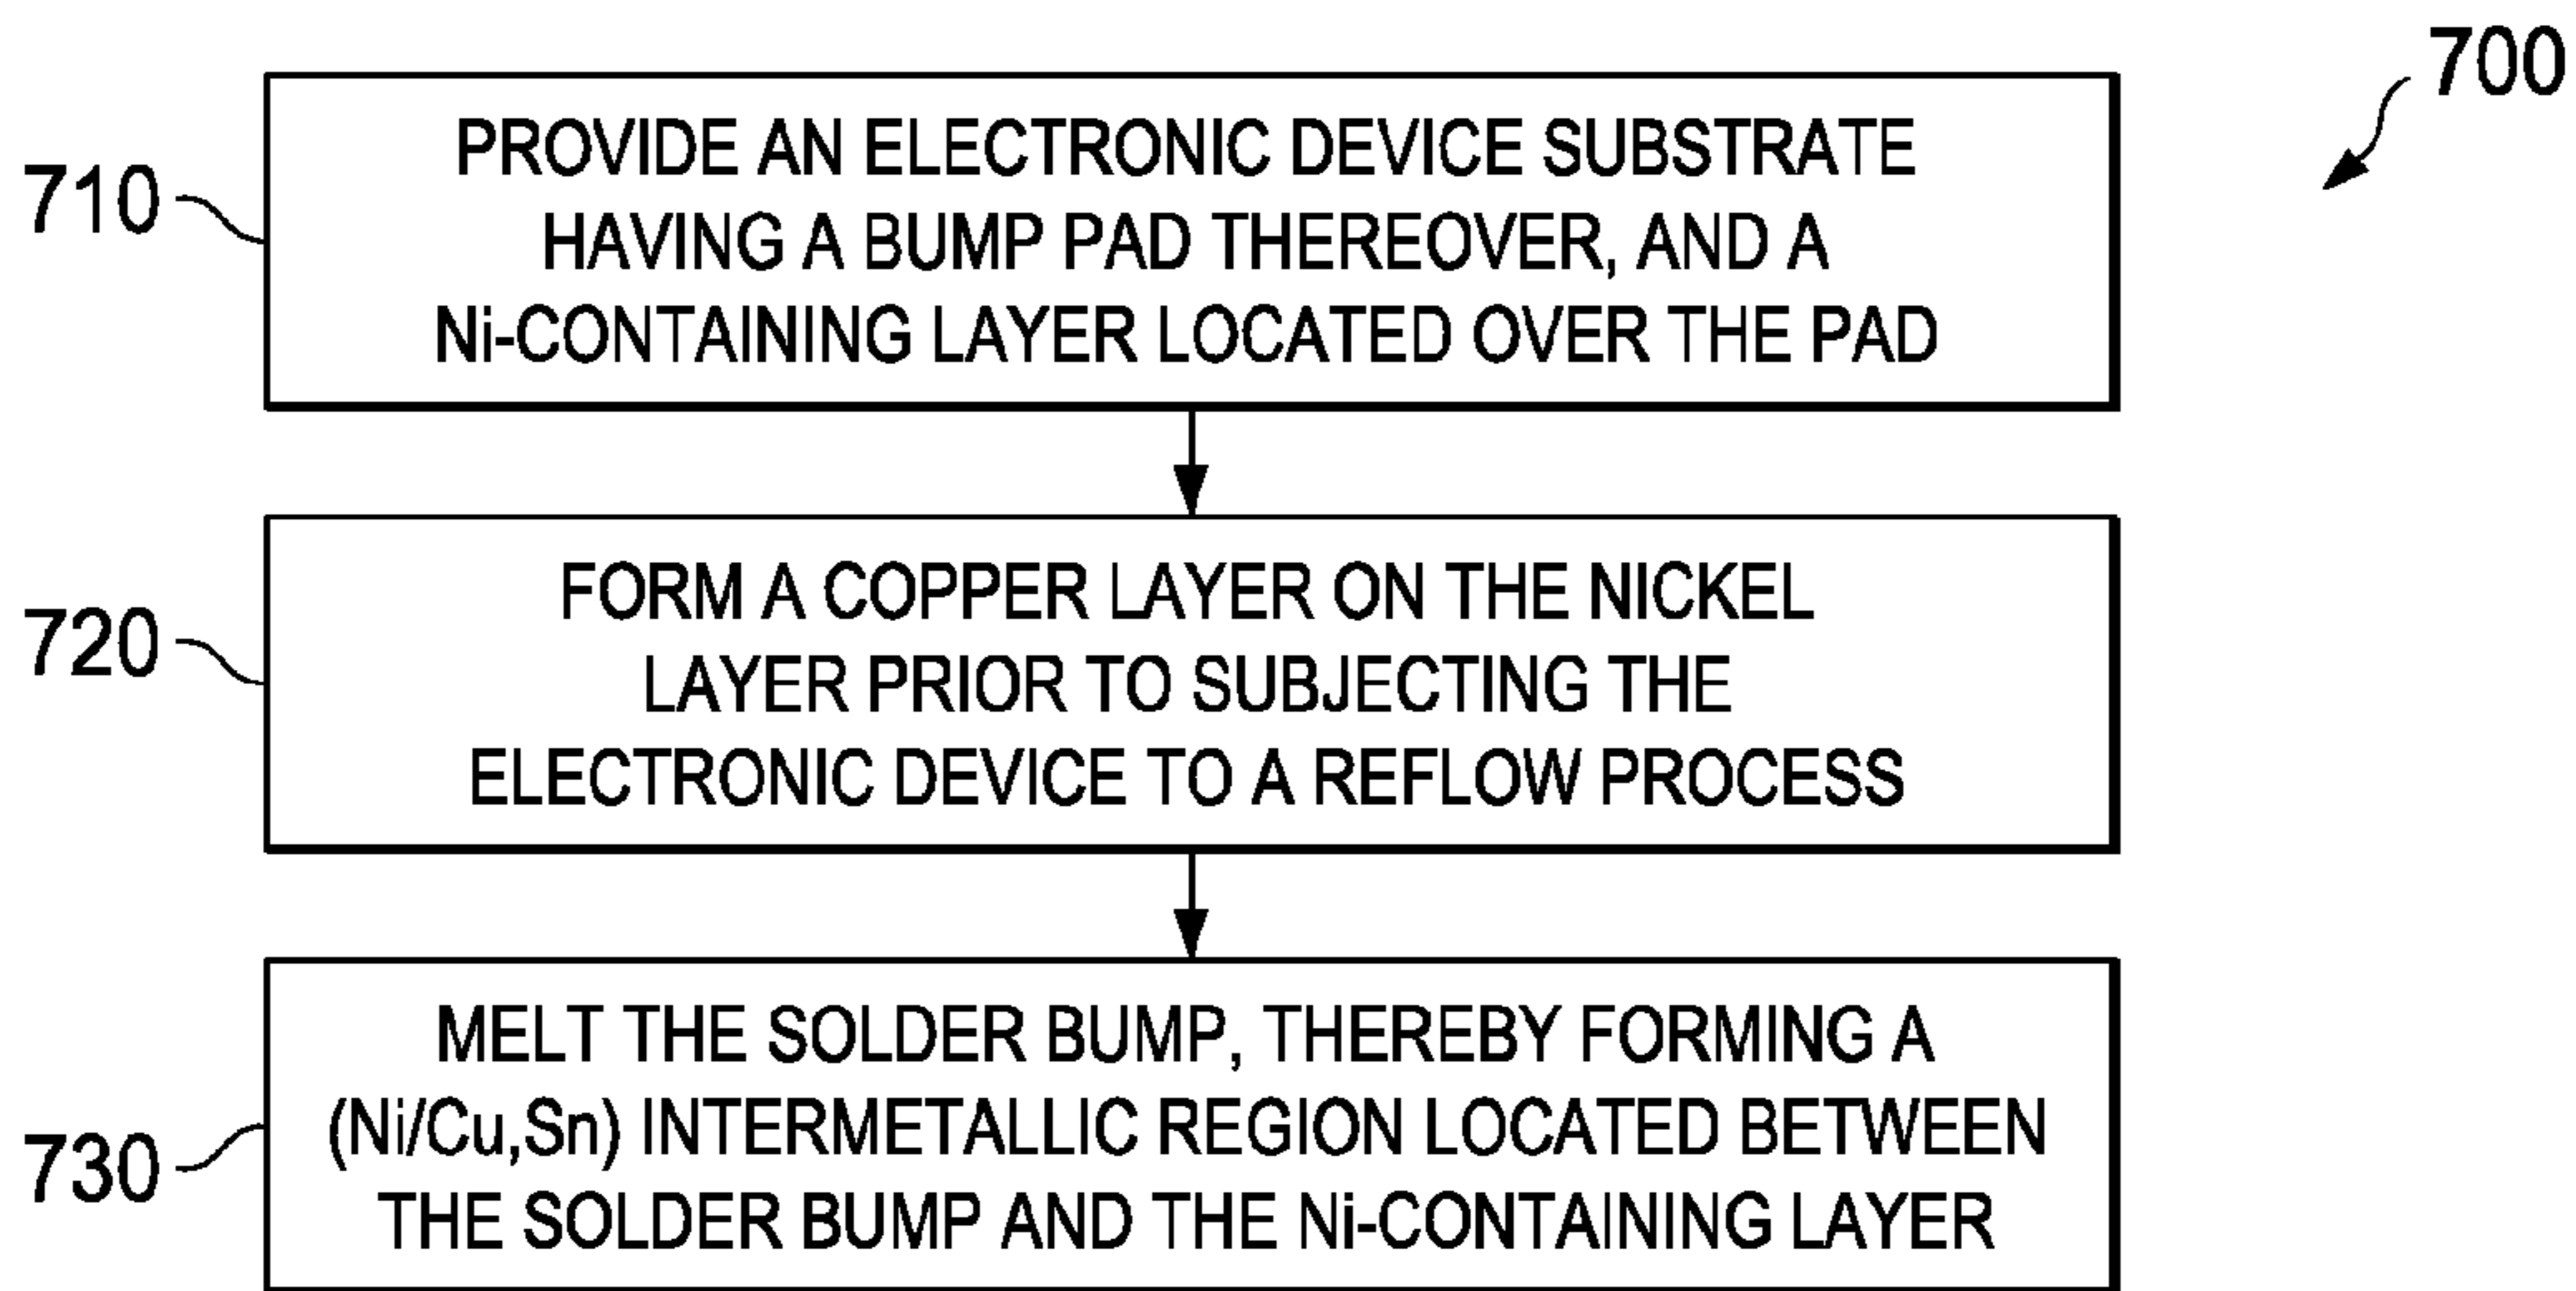 700
710
PROVIDE AN ELECTRONIC DEVICE SUBSTRATE
HAVING A BUMP PAD THEREOVER, AND A
Ni-CONTAINING LAYER LOCATED OVER THE PAD
720
FORM A COPPER LAYER ON THE NICKEL
LAYER PRIOR TO SUBJECTING THE
ELECTRONIC DEVICE TO A REFLOW PROCESS
730
MELT THE SOLDER BUMP, THEREBY FORMING A
(Ni/Cu,Sn) INTERMETALLIC REGION LOCATED BETWEEN
THE SOLDER BUMP AND THE Ni-CONTAINING LAYER